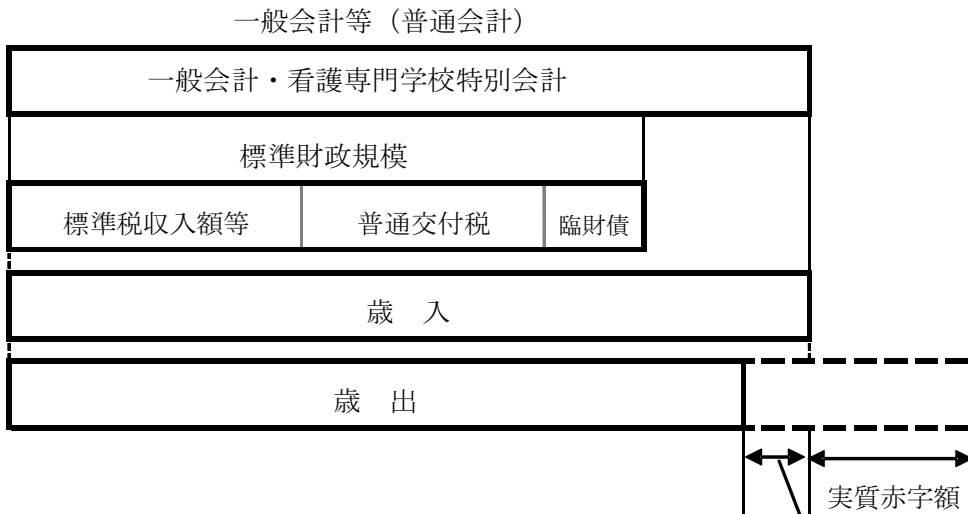 一般会計等（普通会計）
一般会計・看護専門学校特別会計
標準財政規模
標準税収入額等 普通交付税 臨財債
歳　入
歳　出
実質赤字額